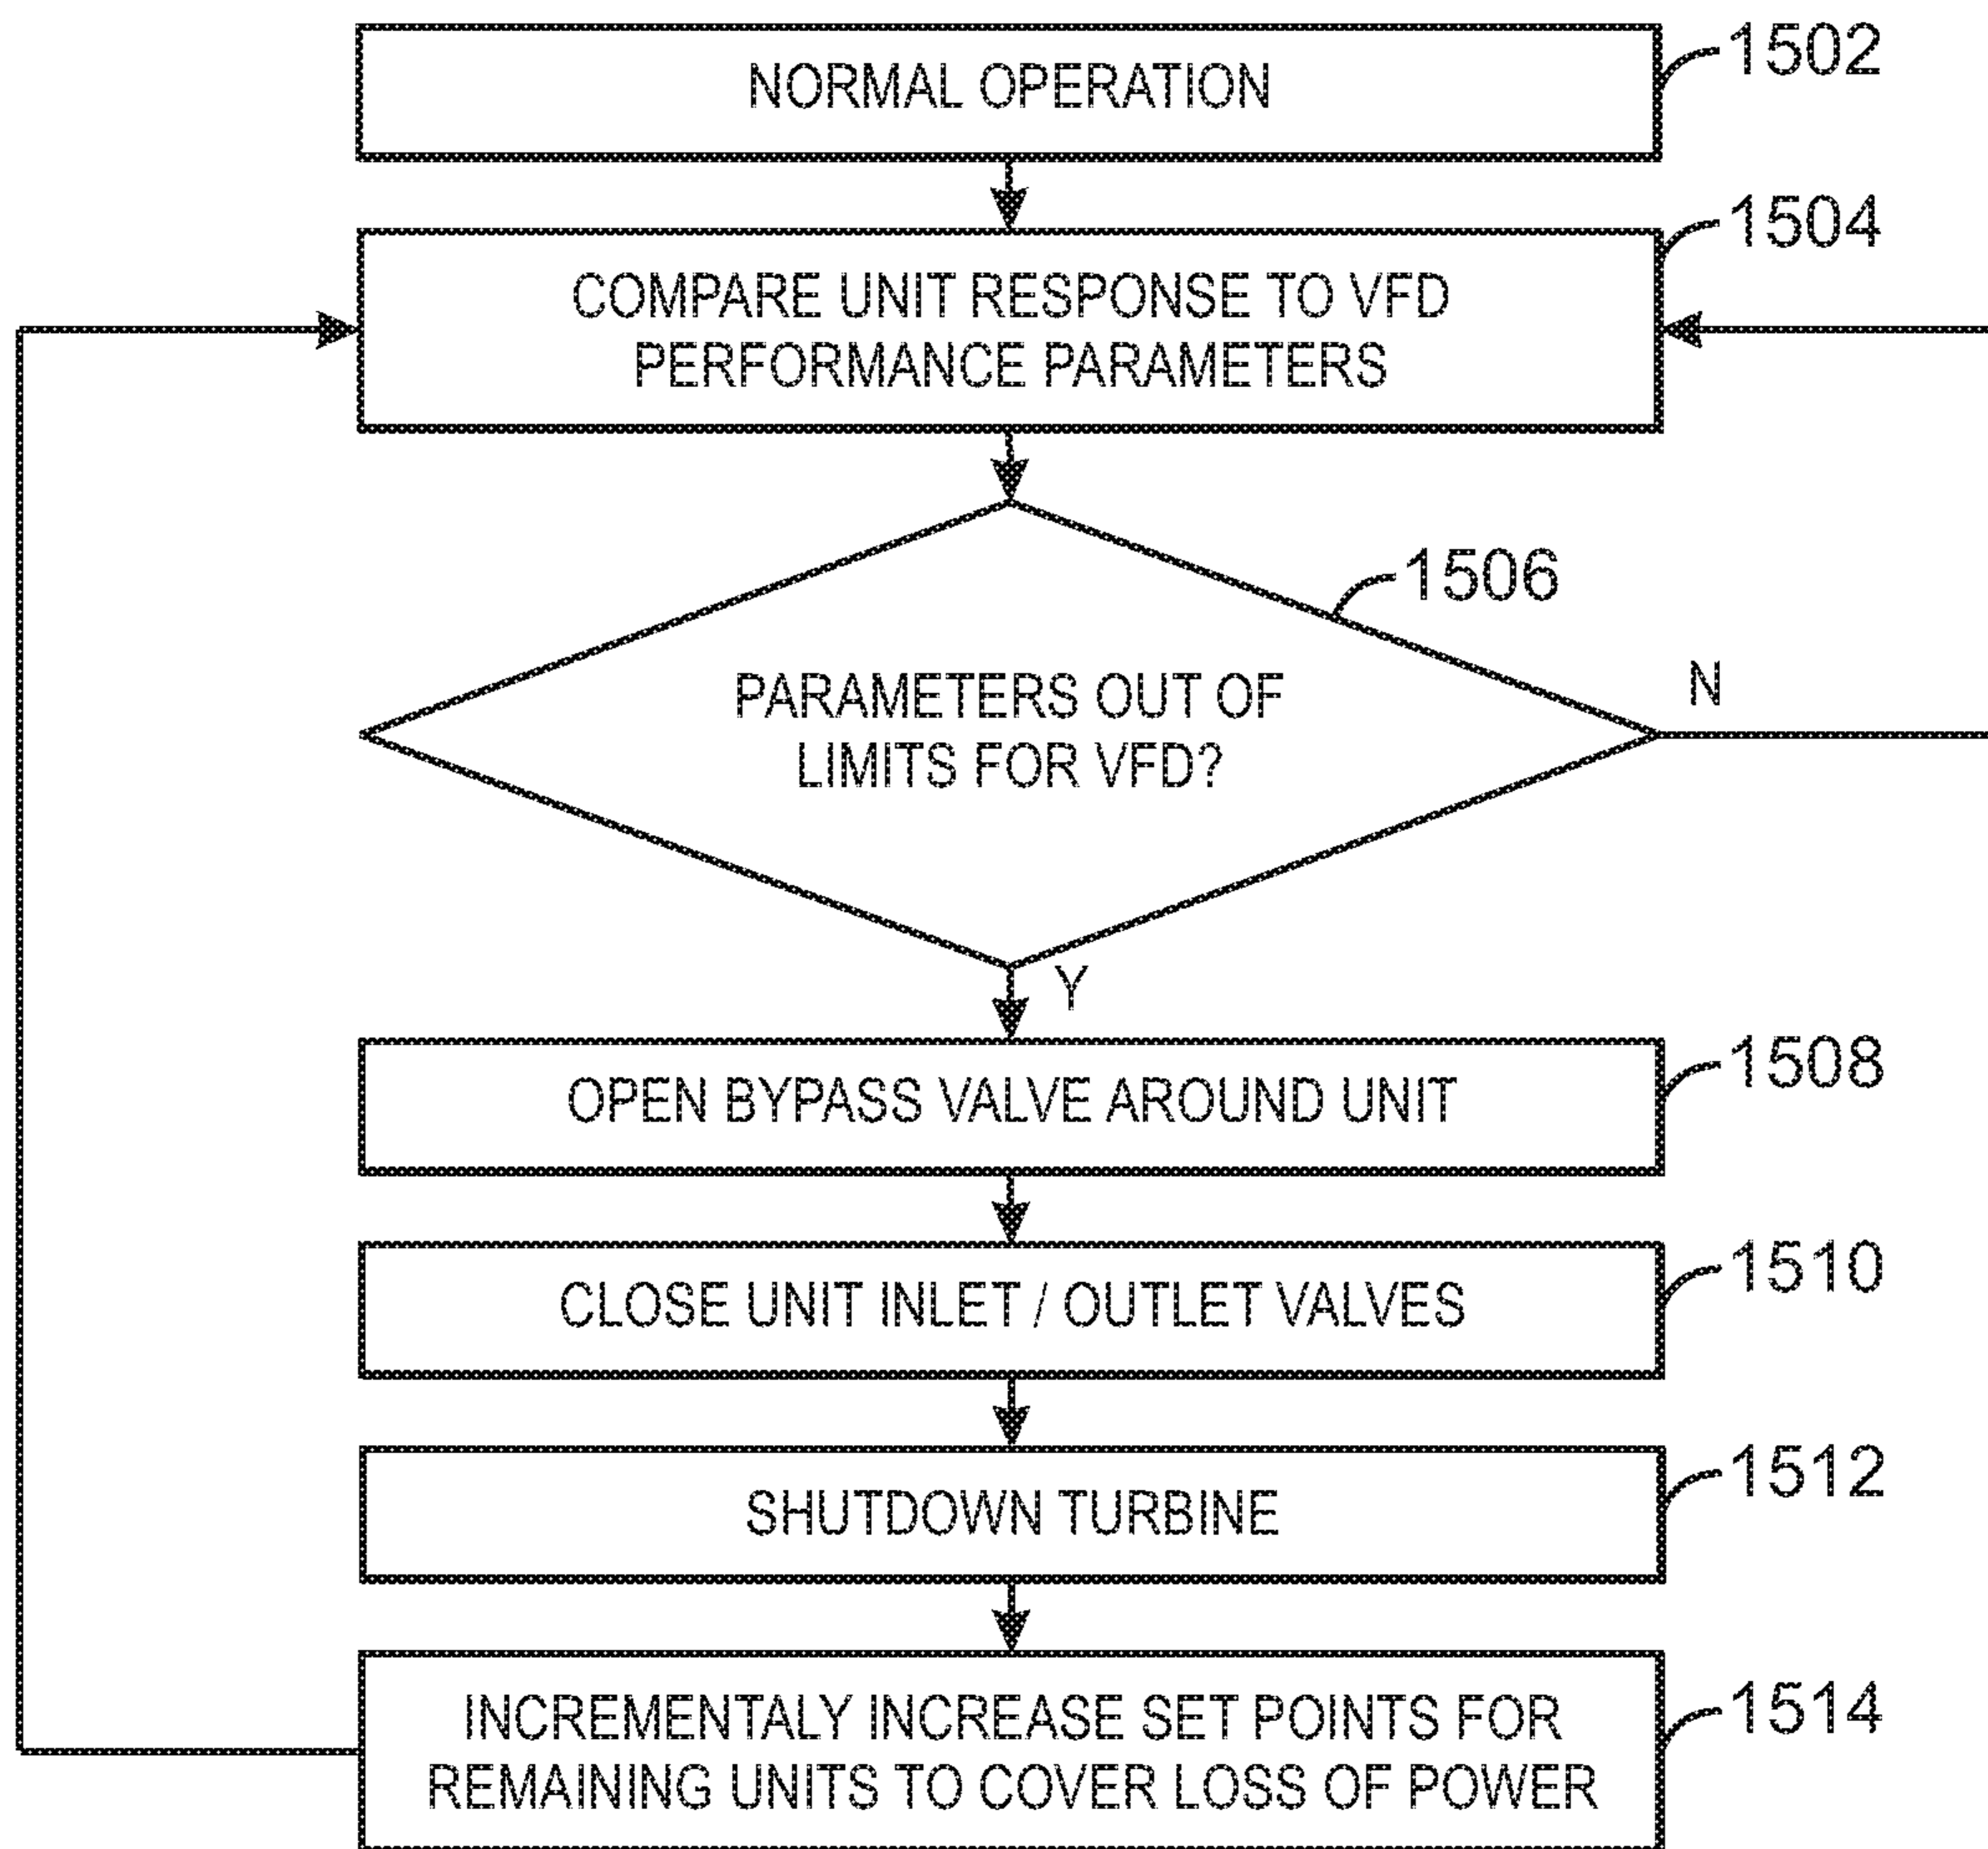 NORMAL OPERATION
1502
1504
COMPARE UNIT RESPONSE TO VFD
PERFORMANCE PARAMETERS
1506
PARAMETERS OUT OF
LIMITS FOR VFD?
N
Y
1508
OPEN BYPASS VALVE AROUND UNIT
1510
CLOSE UNIT INLET / OUTLET VALVES
1512
SHUTDOWN TURBINE
1514
INCREMENTALY INCREASE SET POINTS FOR
REMAINING UNITS TO COVER LOSS OF POWER